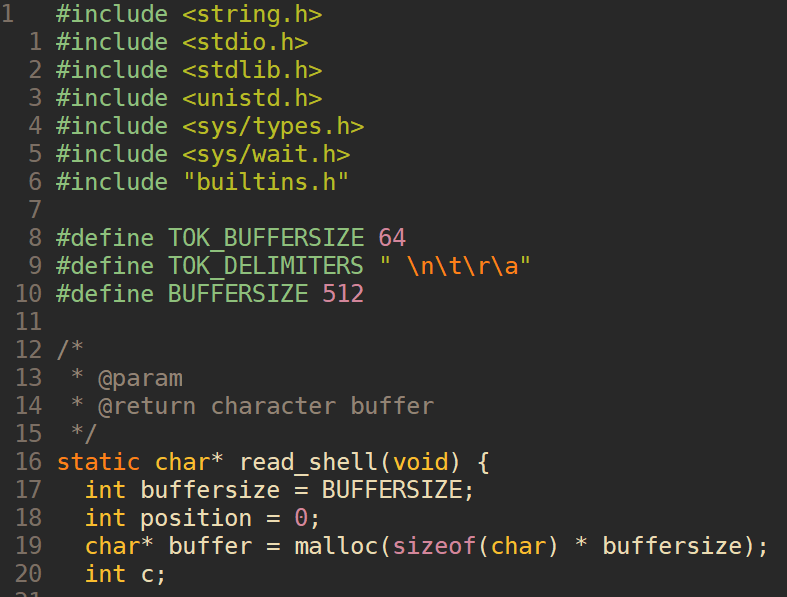 1   #include <string.h>
  1 #include <stdio.h>
  2 #include <stdlib.h>
  3 #include <unistd.h>
  4 #include <sys/types.h>
  5 #include <sys/wait.h>
  6 #include "builtins.h"
  7
  8 #define TOK_BUFFERSIZE 64
  9 #define TOK_DELIMITERS " \n\t\r\a"
 10 #define BUFFERSIZE 512
 11
 12 /*
 13  * @param
 14  * @return character buffer
 15  */
 16 static char* read_shell(void) {
 17   int buffersize = BUFFERSIZE;
 18   int position = 0;
 19   char* buffer = malloc(sizeof(char) * buffersize);
 20   int c;